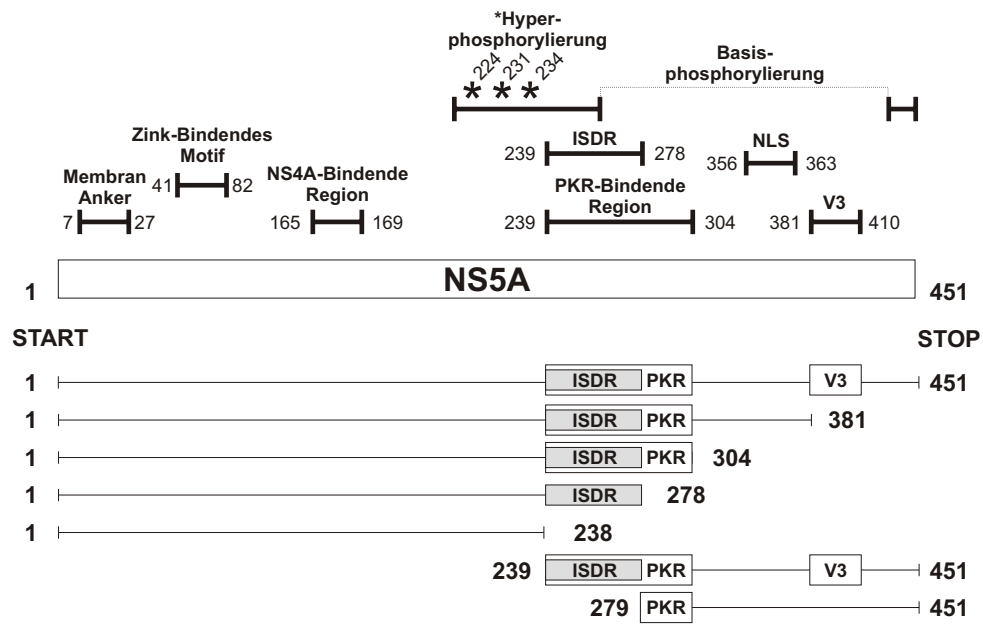 *Hyper-
phosphorylierung
* 224 * 231 * 234
Basis-
phosphorylierung
Zink-Bindendes
Motif
41 82
Membran
Anker
7 27
NS4A-Bindende
Region
165 169
ISDR
239 278
PKR-Bindende
Region
239 304
NLS
356 363
V3
381 410
NS5A
1 451
START STOP
1 ISDR PKR V3 451
1 ISDR PKR 381
1 ISDR PKR 304
1 ISDR 278
1 238
239 ISDR PKR V3 451
279 PKR 451